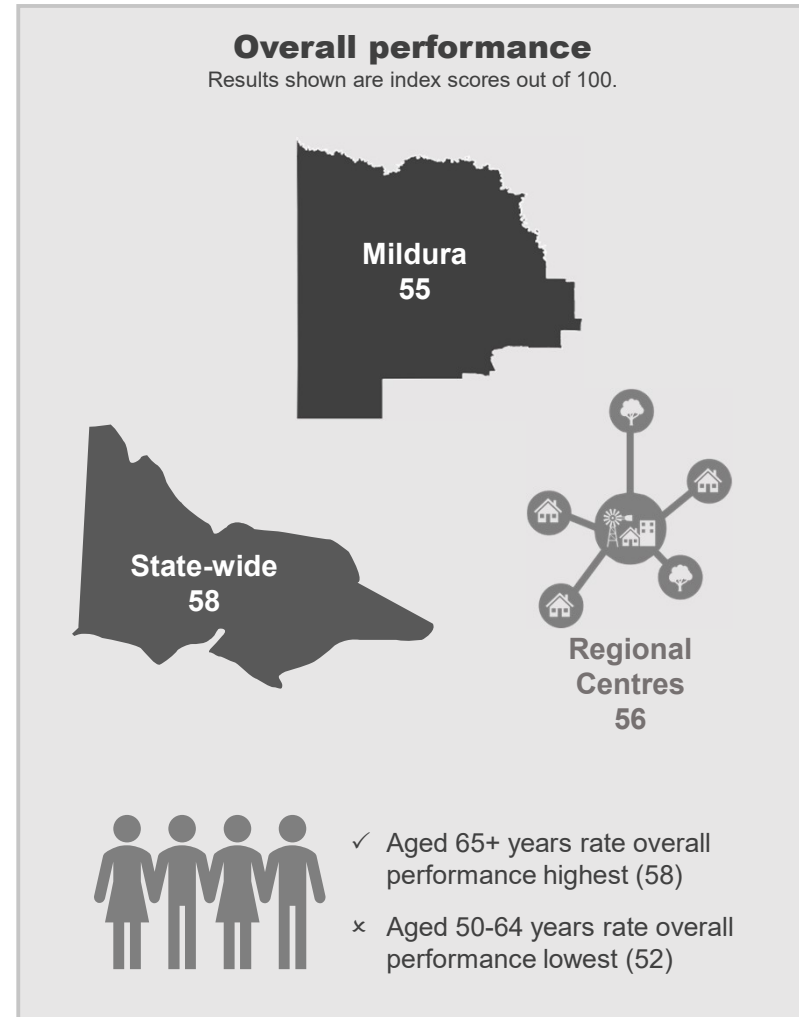 Overall performance
Results shown are index scores out of 100.
Mildura
55
State-wide
58
Regional
Centres
56
✓ Aged 65+ years rate overall
performance highest (58)
× Aged 50-64 years rate overall
performance lowest (52)